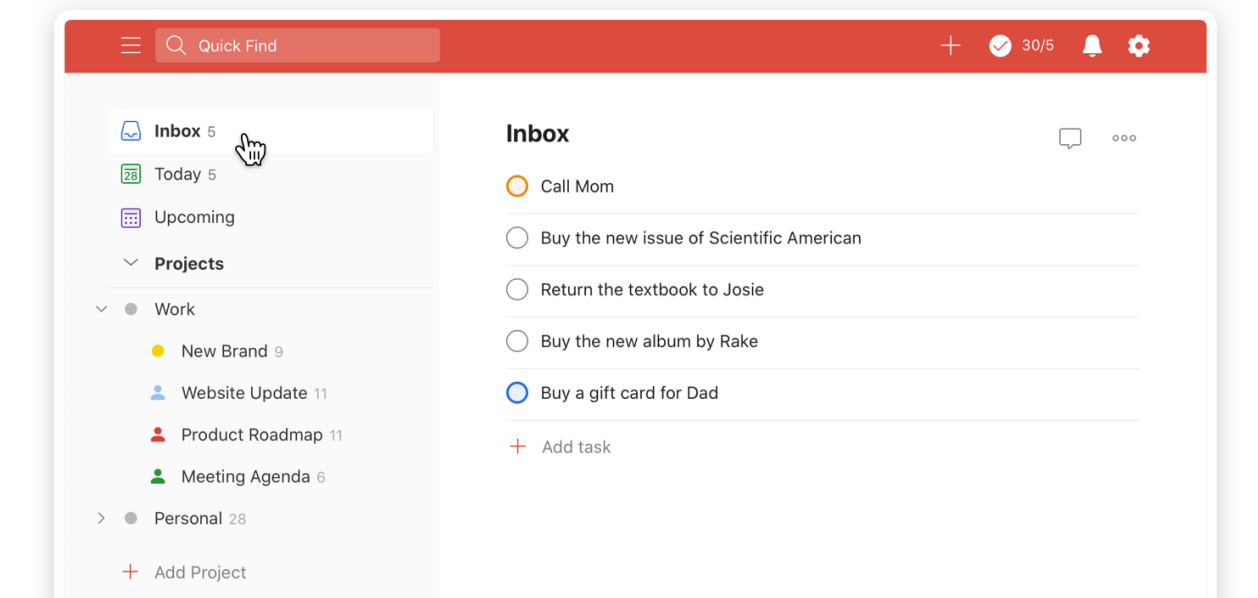 Quick Find
30/5
Inbox 5
28
Today 5
Upcoming
Projects
Work
New Brand 9
Website Update 11
Product Roadmap 11
Meeting Agenda 6
Personal 28
Add Project
Inbox
Call Mom
Buy the new issue of Scientific American
Return the textbook to Josie
Buy the new album by Rake
Buy a gift card for Dad
Add task